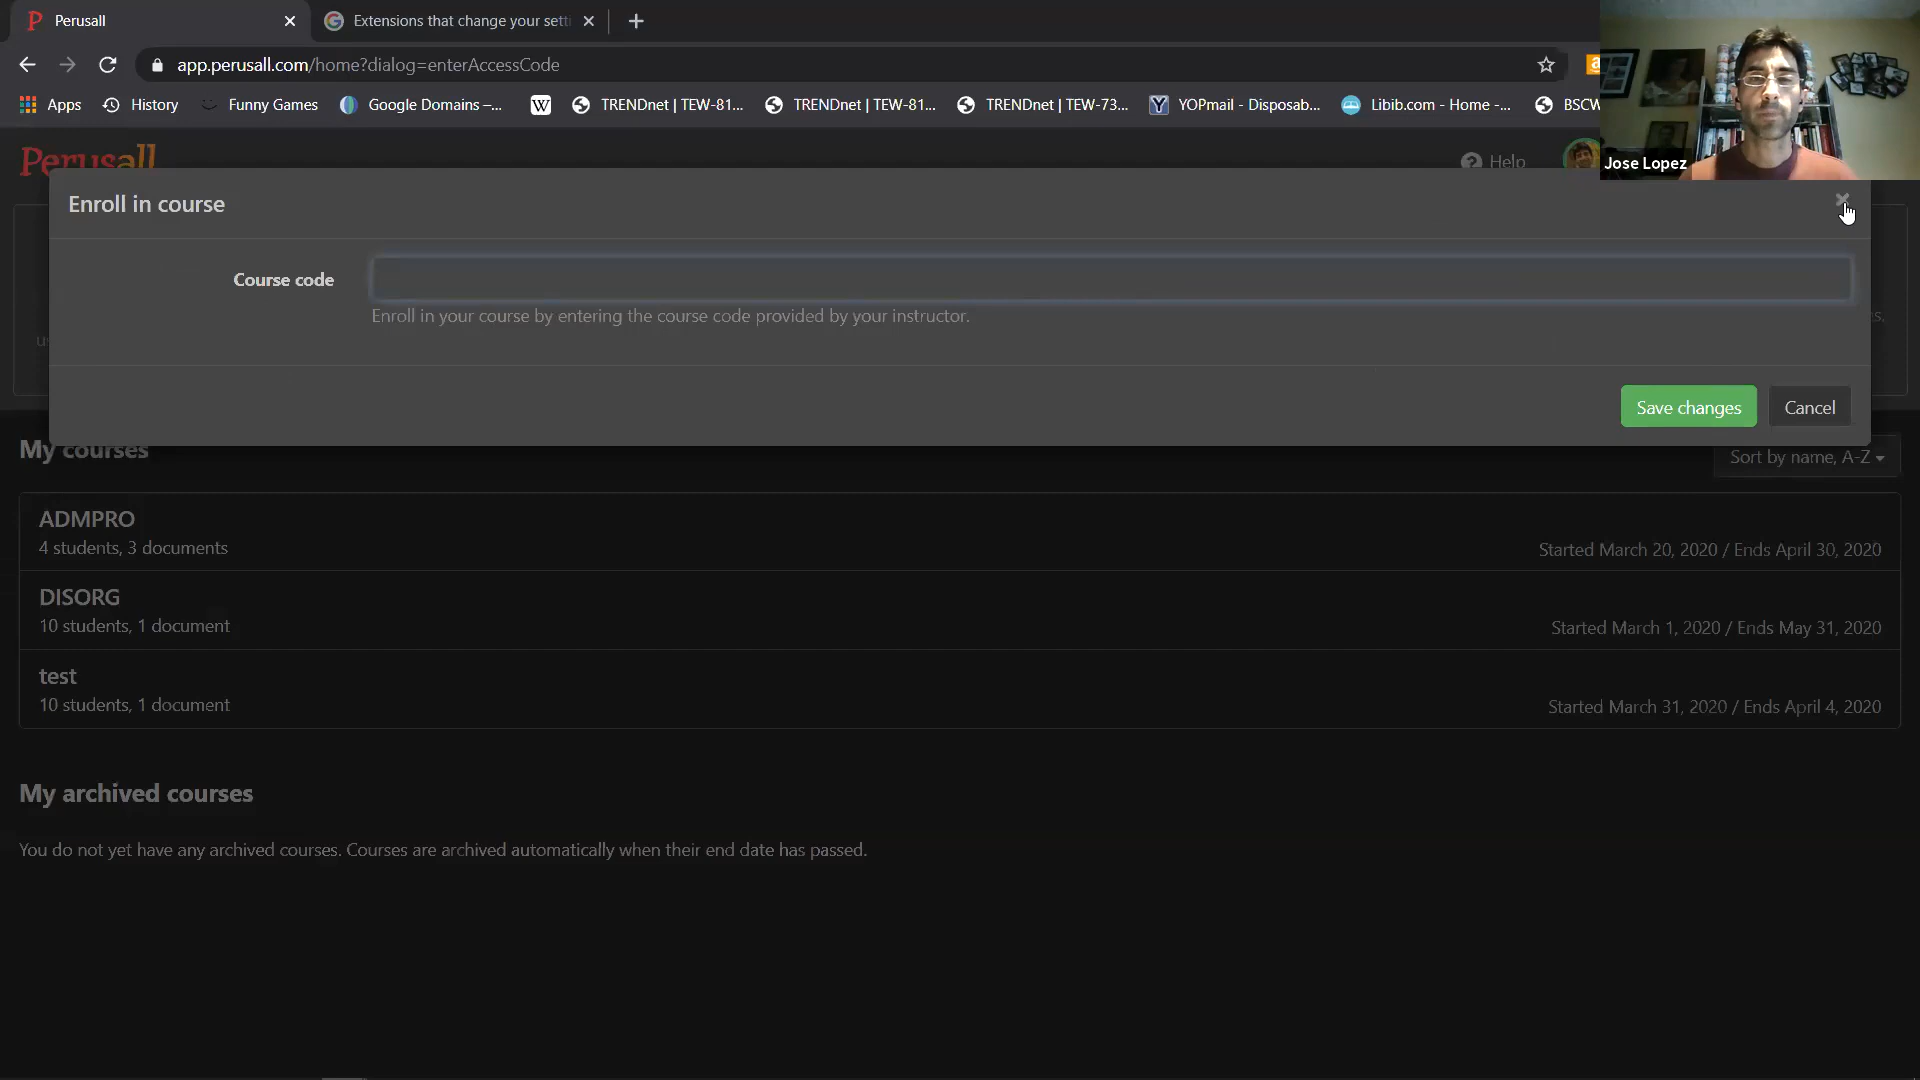 Perusall
Extensions that change your sett
app.perusall.com/home?dialog=enterAccessCode
Apps
History
Funny Games
Google Domains –...
W
TRENDnet | TEW-81...
TRENDnet | TEW-81...
TRENDnet | TEW-73...
YOPmail - Disposab...
Libib.com - Home -...
BSCW
Perusall
Help
Jose Lopez
Enroll in course
Course code
Enroll in your course by entering the course code provided by your instructor.
Save changes
Cancel
My courses
Sort by name, A-Z
ADMPRO
4 students, 3 documents
Started March 20, 2020 / Ends April 30, 2020
DISORG
10 students, 1 document
Started March 1, 2020 / Ends May 31, 2020
test
10 students, 1 document
Started March 31, 2020 / Ends April 4, 2020
My archived courses
You do not yet have any archived courses. Courses are archived automatically when their end date has passed.